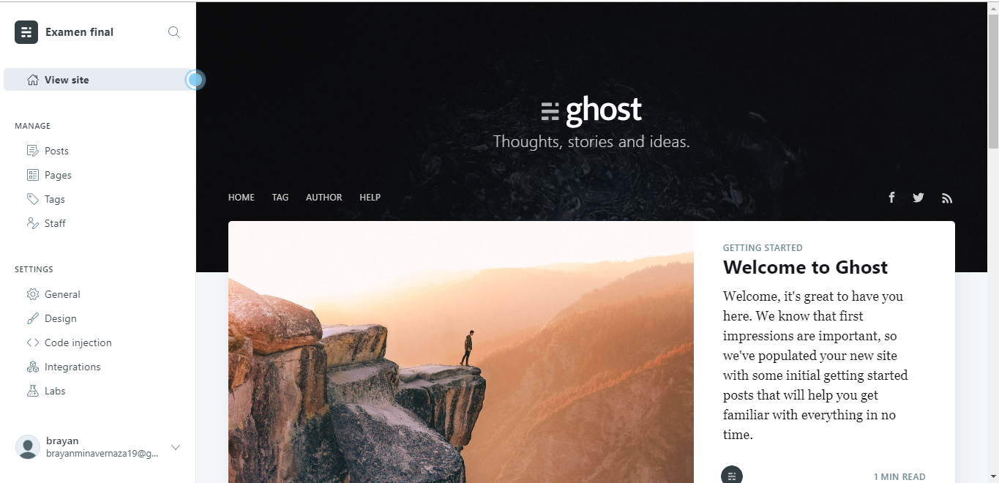 Examen final
View site
MANAGE
Posts
Pages
Tags
Staff
SETTINGS
General
Design
Code injection
Integrations
Labs
brayan
brayanminavernaza19@g...
ghost
Thoughts, stories and ideas.
HOME TAG AUTHOR HELP
GETTING STARTED
Welcome to Ghost
Welcome, it's great to have you
here. We know that first
impressions are important, so
we've populated your new site
with some initial getting started
posts that will help you get
familiar with everything in no
time.
1 MIN READ